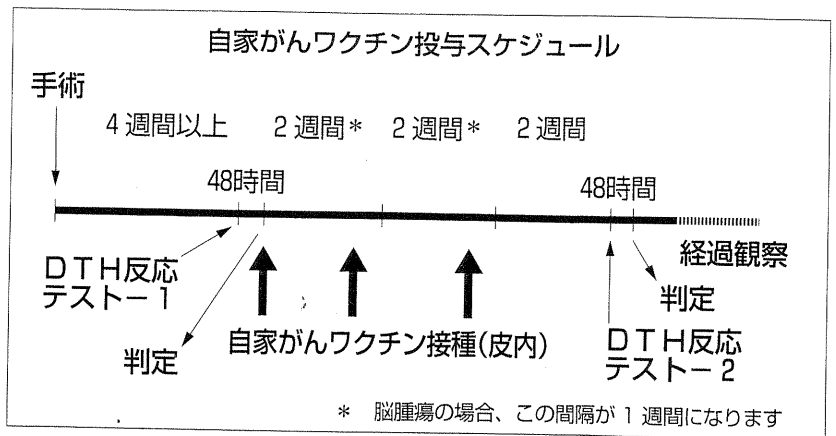 自家がんワクチン投与スケジュール
手術
4週間以上 2週間* 2週間* 2週間
48時間 48時間
DTH反応
テスト-1
判定
自家がんワクチン接種(皮内)
経過観察
判定
DTH反応
テスト-2
* 脳腫瘍の場合、この間隔が1週間になります